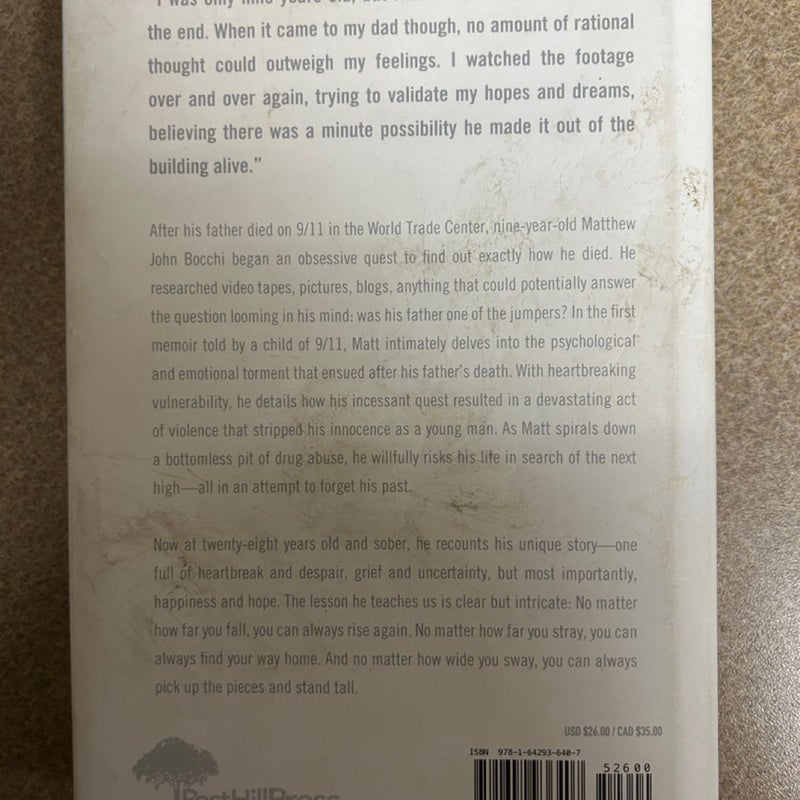 the end. When it came to my dad though, no amount of rational
thought could outweigh my feelings. I watched the footage
over and over again, trying to validate my hopes and dreams,
believing there was a minute possibility he made it out of the
building alive.”
After his father died on 9/11 in the World Trade Center, nine-year-old Matthew
John Bocchi began an obsessive quest to find out exactly how he died. He
researched video tapes, pictures, blogs, anything that could potentially answer
the question looming in his mind: was his father one of the jumpers? In the first
memoir told by a child of 9/11, Matt intimately delves into the psychological
and emotional torment that ensued after his father’s death. With heartbreaking
vulnerability, he details how his incessant quest resulted in a devastating act
of violence that stripped his innocence as a young man. As Matt spirals down
a bottomless pit of drug abuse, he willfully risks his life in search of the next
high—all in an attempt to forget his past.
Now at twenty-eight years old and sober, he recounts his unique story—one
full of heartbreak and despair, grief and uncertainty, but most importantly,
happiness and hope. The lesson he teaches us is clear but intricate: No matter
how far you fall, you can always rise again. No matter how far you stray, you can
always find your way home. And no matter how wide you sway, you can always
pick up the pieces and stand tall.
USD $26.00 / CAD $35.00
ISBN 978-1-64293-640-7
52600
PostHillPress